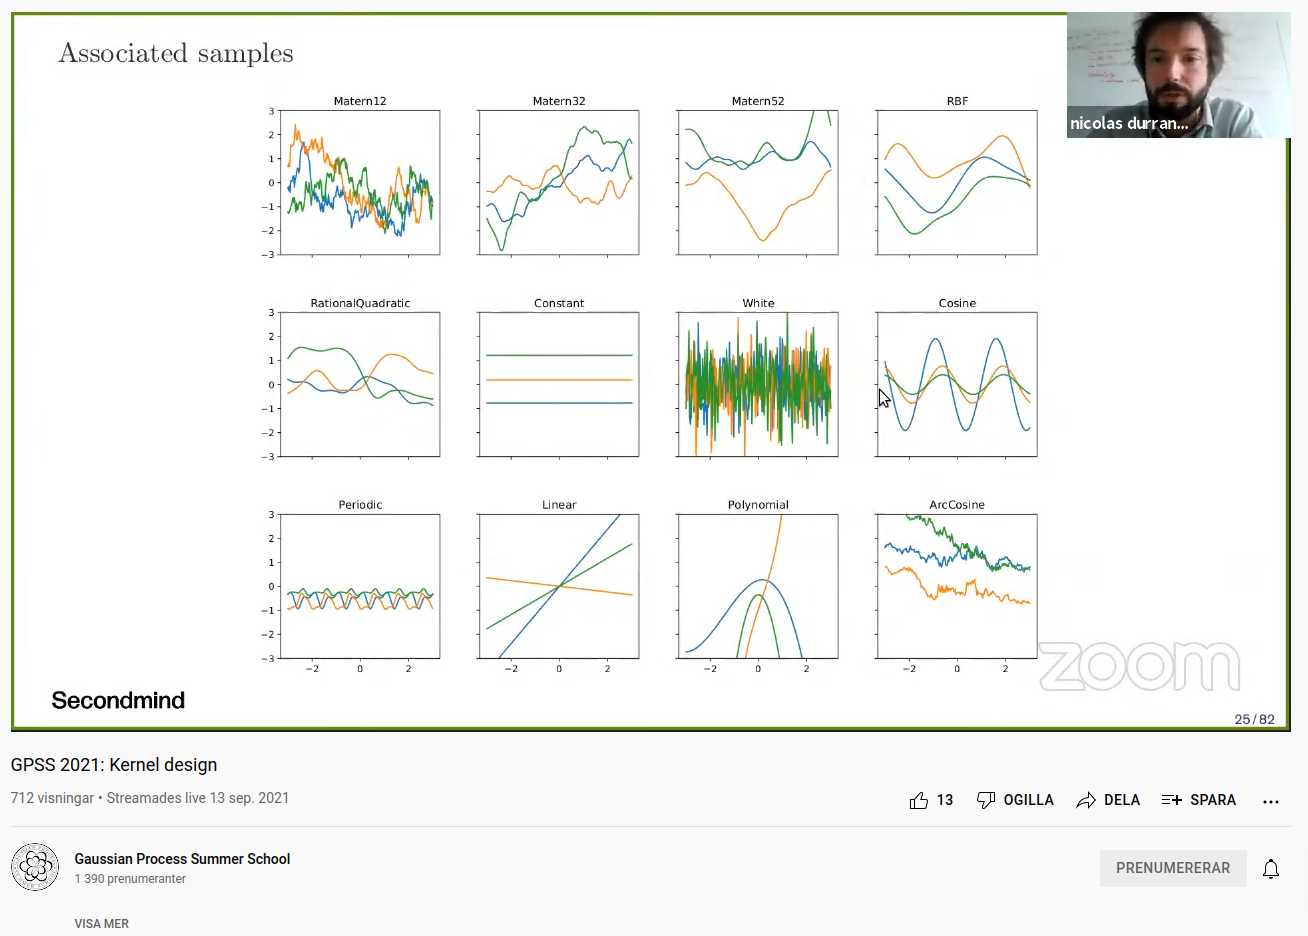 Associated samples
nicolas durran...
Matern12
Matern32
Matern52
RBF
3
2
1
0
−1
−2
−3
RationalQuadratic
Constant
White
Cosine
3
2
1
0
−1
−2
−3
Periodic
Linear
Polynomial
ArcCosine
3
2
1
0
−1
−2
−3
−2 0 2
−2 0 2
−2 0 2
−2 0 2
zoom
Secondmind
25/82
GPSS 2021: Kernel design
712 visningar • Streamades live 13 sep. 2021
13 OGILLA DELA SPARA
Gaussian Process Summer School
1 390 prenumeranter
PRENUMERERAR
VISA MER